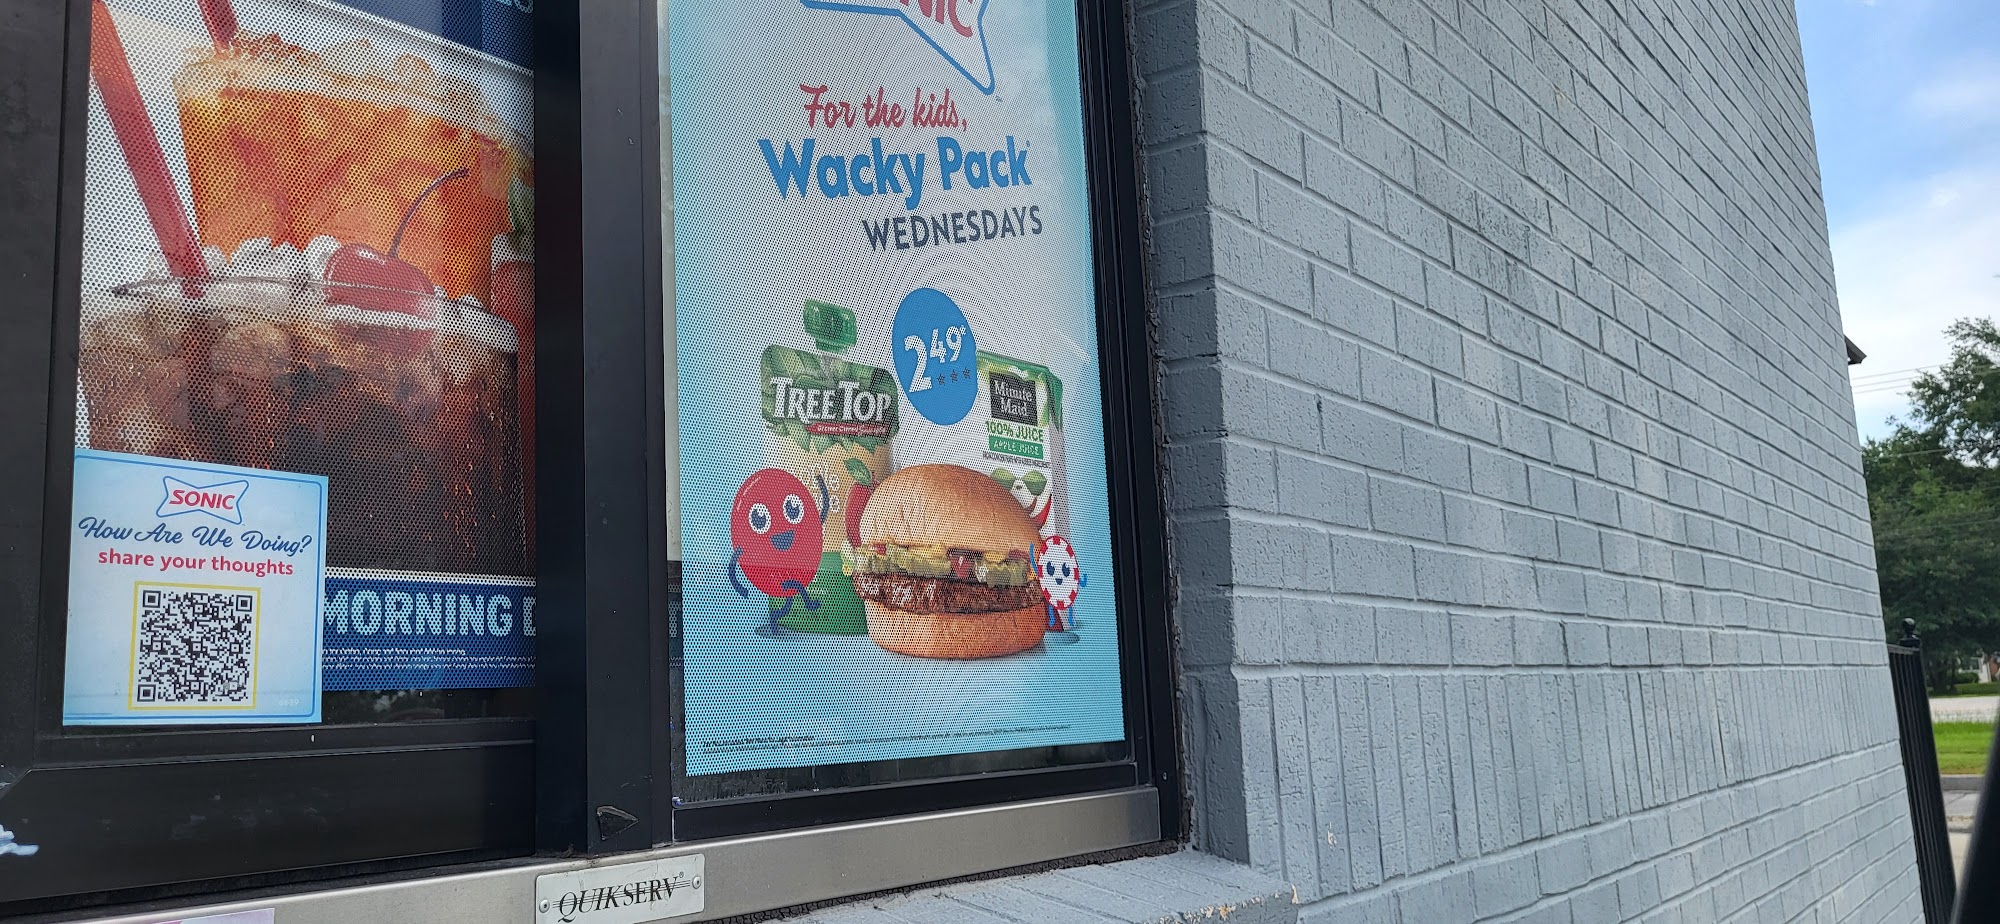 SONIC
How Are We Doing?
share your thoughts
MORNING
SONIC
For the kids,
Wacky Pack
WEDNESDAYS
2 49*
TREE TOP
Minute
Maid
100% JUICE
APPLE JUICE
QUIKSERV®